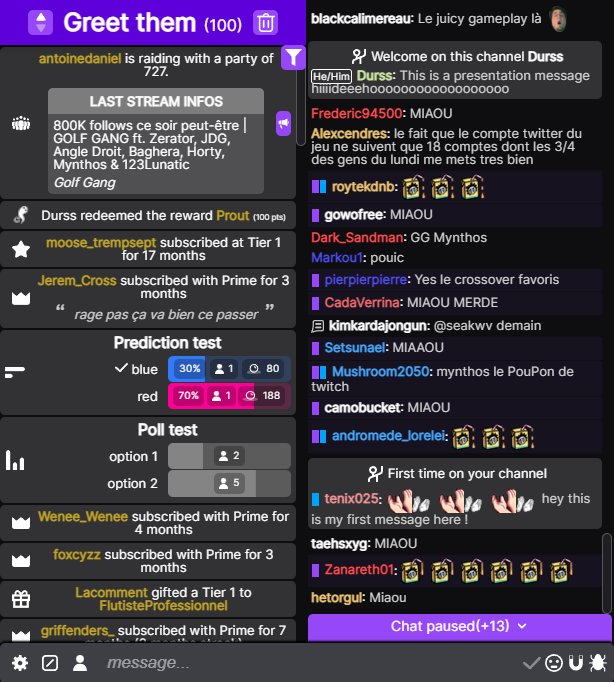 Greet them (100)
antoinedaniel is raiding with a party of
727.
LAST STREAM INFOS
800K follows ce soir peut-être |
GOLF GANG ft. Zerator, JDG,
Angle Droit, Baghera, Horty,
Mynthos & 123Lunatic
Golf Gang
Durss redeemed the reward Prout (100 pts)
moose_trempsept subscribed at Tier 1
for 17 months
Jerem_Cross subscribed with Prime for 3
months
“ rage pas ça va bien ce passer ”
Prediction test
blue 30% 1 80
red 70% 1 188
Poll test
option 1 2
option 2 5
Wenee_Wenee subscribed with Prime for
4 months
foxcyzz subscribed with Prime for 3
months
Lacomment gifted a Tier 1 to
FlutisteProfessionnel
griffenders_ subscribed with Prime for 7
message...
blackcalimereau: Le juicy gameplay là
Welcome on this channel Durss
He/Him Durss: This is a presentation message
hiiiideeehoooooooooooooooooo
Frederic94500: MIAOU
Alexcendres: le fait que le compte twitter du
jeu ne suivent que 18 comptes dont les 3/4
des gens du lundi me mets tres bien
roytekdnb:
gowofree: MIAOU
Dark_Sandman: GG Mynthos
Markou1: pouic
pierpierpierre: Yes le crossover favoris
CadaVerrina: MIAOU MERDE
kimkardajongun: @seakwv demain
Setsunael: MIAAOU
Mushroom2050: mynthos le PouPon de
twitch
camobucket: MIAOU
andromede_lorelei:
First time on your channel
tenix025: hey this
is my first message here !
taehsxyg: MIAOU
Zanareth01:
hetorgul: Miaou
Chat paused(+13)